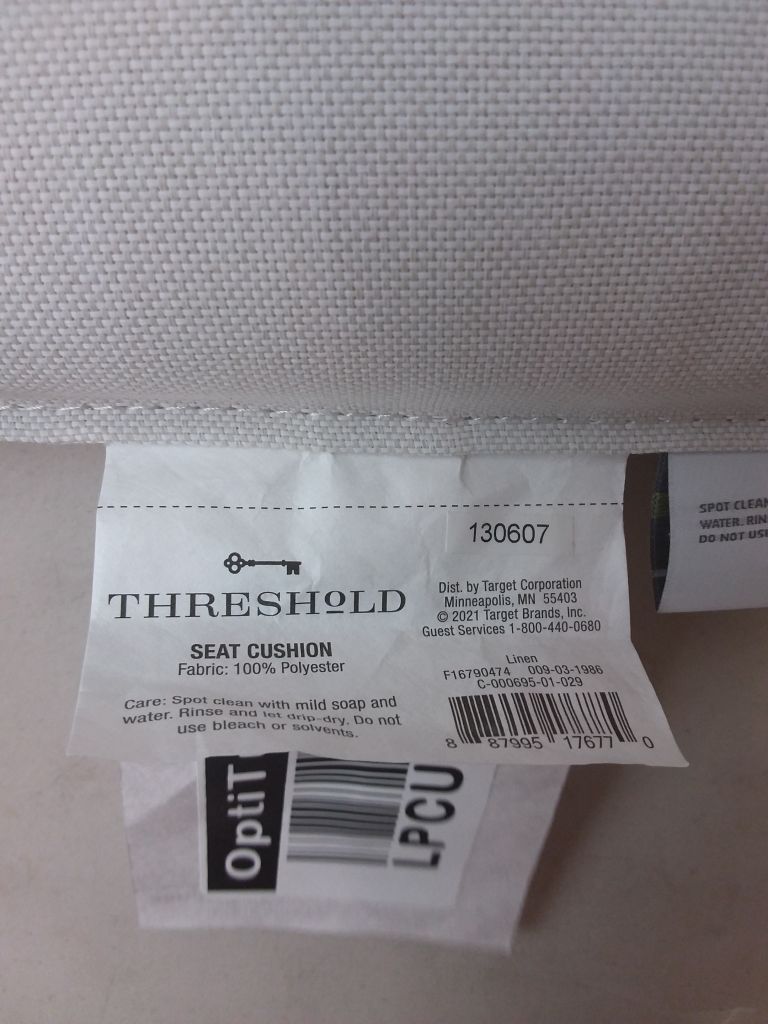 130607
THRESHOLD
Dist. by Target Corporation
Minneapolis, MN 55403
© 2021 Target Brands, Inc.
Guest Services 1-800-440-0680
SEAT CUSHION
Fabric: 100% Polyester
Linen
F16790474 009-03-1986
C-000695-01-029
Care: Spot clean with mild soap and
water. Rinse and let drip-dry. Do not
use bleach or solvents.
8 87995 17677 0
SPOT CLEAN
WATER. RIN
DO NOT US
OptiT
LPCU